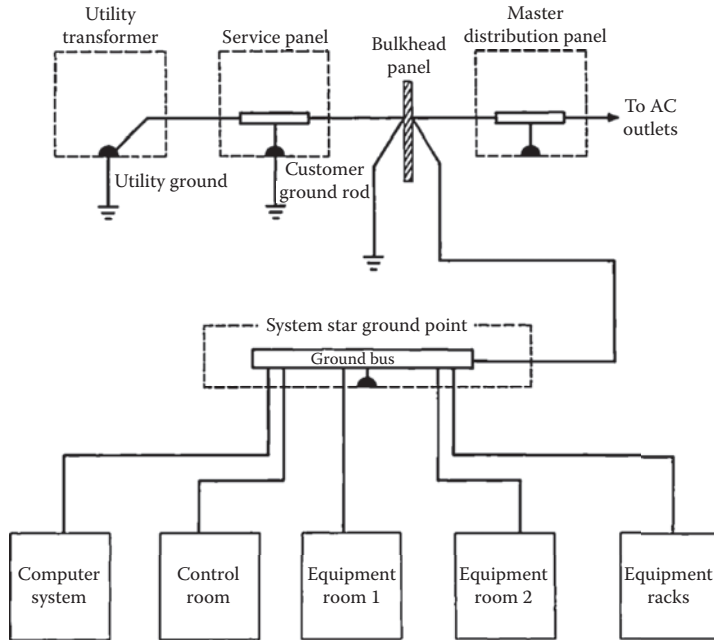 Utility
transformer
Service panel
Bulkhead
panel
Master
distribution panel
To AC
outlets
Utility ground
Customer
ground rod
System star ground point
Ground bus
Computer
system
Control
room
Equipment
room 1
Equipment
room 2
Equipment
racks